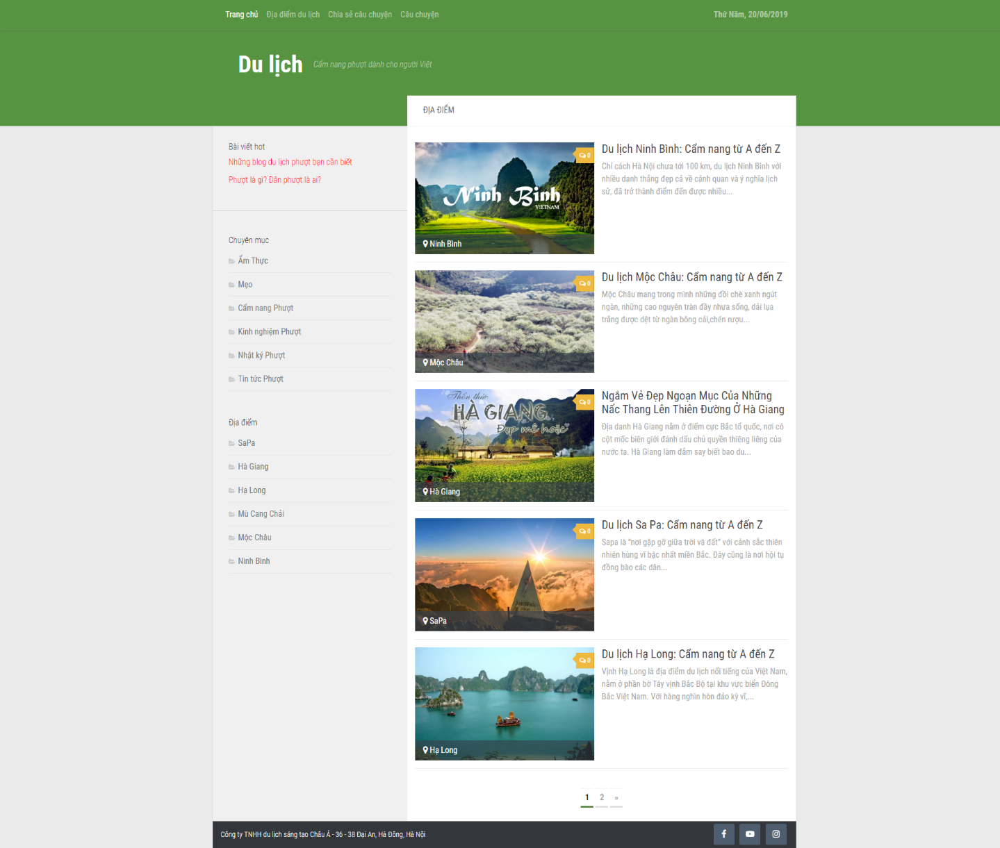 Trang chủ Địa điểm du lịch Chia sẻ câu chuyện Câu chuyện Thứ Năm, 20/06/2019
Du lịch Cẩm nang phượt dành cho người Việt
ĐỊA ĐIỂM
Bài viết hot
Những blog du lịch phượt bạn cần biết
Phượt là gì? Dân phượt là ai?
Chuyên mục
Ẩm Thực
Mẹo
Cẩm nang Phượt
Kinh nghiệm Phượt
Nhật ký Phượt
Tin tức Phượt
Địa điểm
SaPa
Hà Giang
Hạ Long
Mù Cang Chải
Mộc Châu
Ninh Bình
0
Ninh Bình
VIETNAM
Ninh Bình
Du lịch Ninh Bình: Cẩm nang từ A đến Z
Chỉ cách Hà Nội chưa tới 100 km, du lịch Ninh Bình với
nhiều danh thắng đẹp cả về cảnh quan và ý nghĩa lịch
sử, đã trở thành điểm đến được nhiều...
0
Mộc Châu
Du lịch Mộc Châu: Cẩm nang từ A đến Z
Mộc Châu mang trong mình những đồi chè xanh ngút
ngàn, những cao nguyên tràn đầy nhựa sống, dải lụa
trắng được dệt từ ngàn bông cải,chén rượu...
0
Thổn thức
HÀ GIANG
Đẹp mê hoặc
Hà Giang
Ngắm Vẻ Đẹp Ngoạn Mục Của Những
Nấc Thang Lên Thiên Đường Ở Hà Giang
Địa danh Hà Giang nằm ở điểm cực Bắc tổ quốc, nơi có
cột mốc biên giới đánh dấu chủ quyền thiêng liêng của
nước ta. Hà Giang làm đắm say biết bao du...
0
SaPa
Du lịch Sa Pa: Cẩm nang từ A đến Z
Sapa là “nơi gặp gỡ giữa trời và đất” với cảnh sắc thiên
nhiên hùng vĩ bậc nhất miền Bắc. Đây cũng là nơi hội tụ
đồng bào các dân...
0
Hạ Long
Du lịch Hạ Long: Cẩm nang từ A đến Z
Vịnh Hạ Long là địa điểm du lịch nổi tiếng của Việt Nam,
nằm ở phần bờ Tây vịnh Bắc Bộ tại khu vực biển Đông
Bắc Việt Nam. Với hàng nghìn hòn đảo kỳ vĩ,...
1 2 »
Công ty TNHH du lịch sáng tạo Châu Á - 36 - 38 Đại An, Hà Đông, Hà Nội